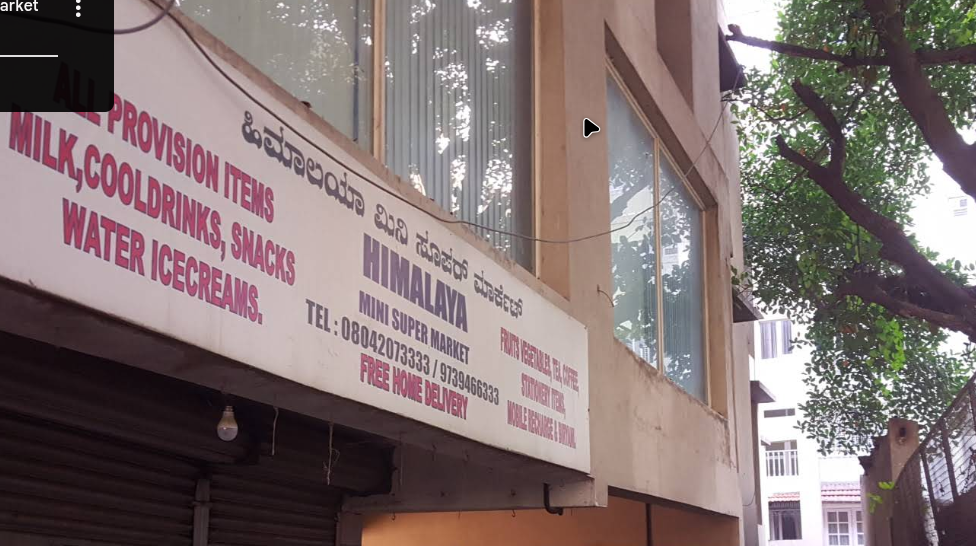 arket
ALL PROVISION ITEMS
MILK,COOLDRINKS, SNACKS
WATER ICECREAMS.
ಹಿಮಾಲಯಾ ಮಿನಿ ಸೂಪರ್ ಮಾರ್ಕೆಟ್
HIMALAYA
MINI SUPER MARKET
TEL : 08042073333 / 9739466333
FREE HOME DELIVERY
FRUITS VEGETABLES, TEA, COFFEE,
STATIONERY ITEMS,
MOBILE RECHARGE &